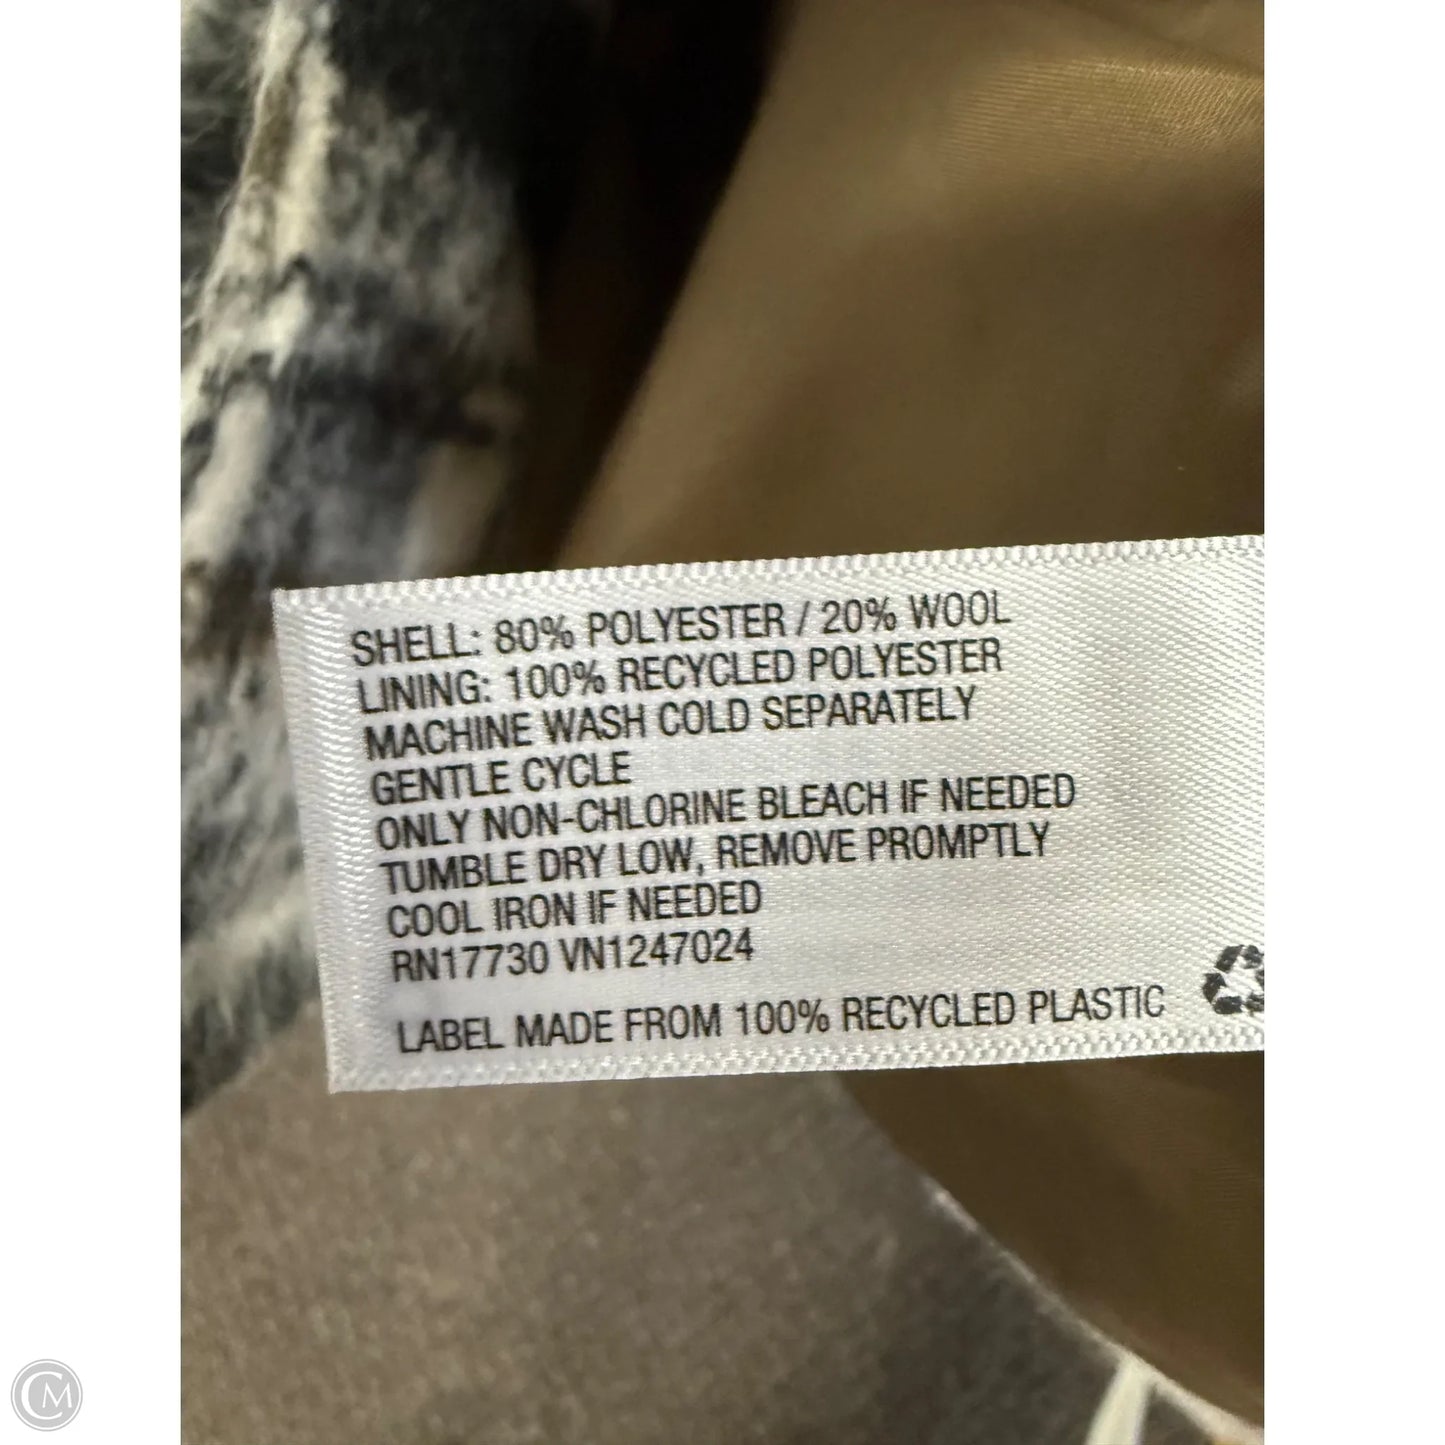 SHELL: 80% POLYESTER / 20% WOOL
LINING: 100% RECYCLED POLYESTER
MACHINE WASH COLD SEPARATELY
GENTLE CYCLE
ONLY NON-CHLORINE BLEACH IF NEEDED
TUMBLE DRY LOW, REMOVE PROMPTLY
COOL IRON IF NEEDED
RN17730 VN1247024
LABEL MADE FROM 100% RECYCLED PLASTIC
CM